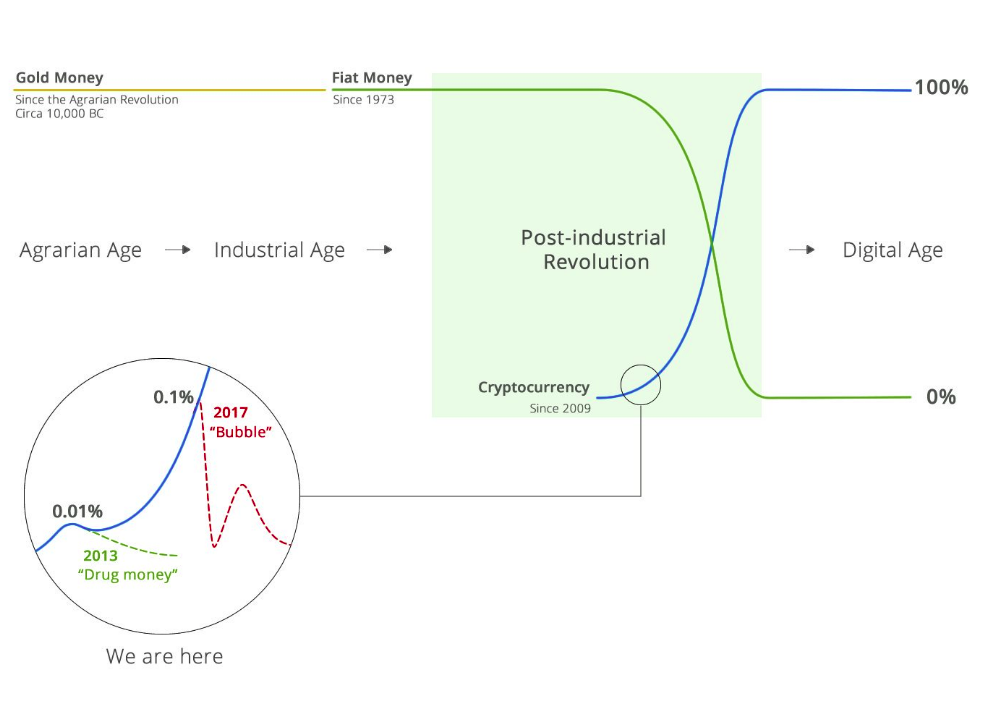 Gold Money
Since the Agrarian Revolution
Circa 10,000 BC
Fiat Money
Since 1973
100%
Agrarian Age
Industrial Age
Post-industrial
Revolution
Digital Age
Cryptocurrency
Since 2009
0%
0.1%
2017
“Bubble”
0.01%
2013
“Drug money”
We are here